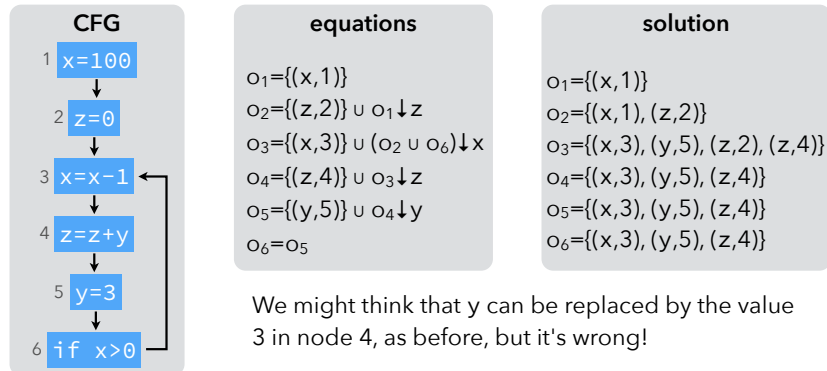 CFG
1 x=100
2 z=0
3 x=x-1
4 z=z+y
5 y=3
6 if x>0
equations
o₁={(x,1)}
o₂={(z,2)} ∪ o₁↓z
o₃={(x,3)} ∪ (o₂ ∪ o₆)↓x
o₄={(z,4)} ∪ o₃↓z
o₅={(y,5)} ∪ o₄↓y
o₆=o₅
solution
o₁={(x,1)}
o₂={(x,1), (z,2)}
o₃={(x,3), (y,5), (z,2), (z,4)}
o₄={(x,3), (y,5), (z,4)}
o₅={(x,3), (y,5), (z,4)}
o₆={(x,3), (y,5), (z,4)}
We might think that y can be replaced by the value
3 in node 4, as before, but it's wrong!